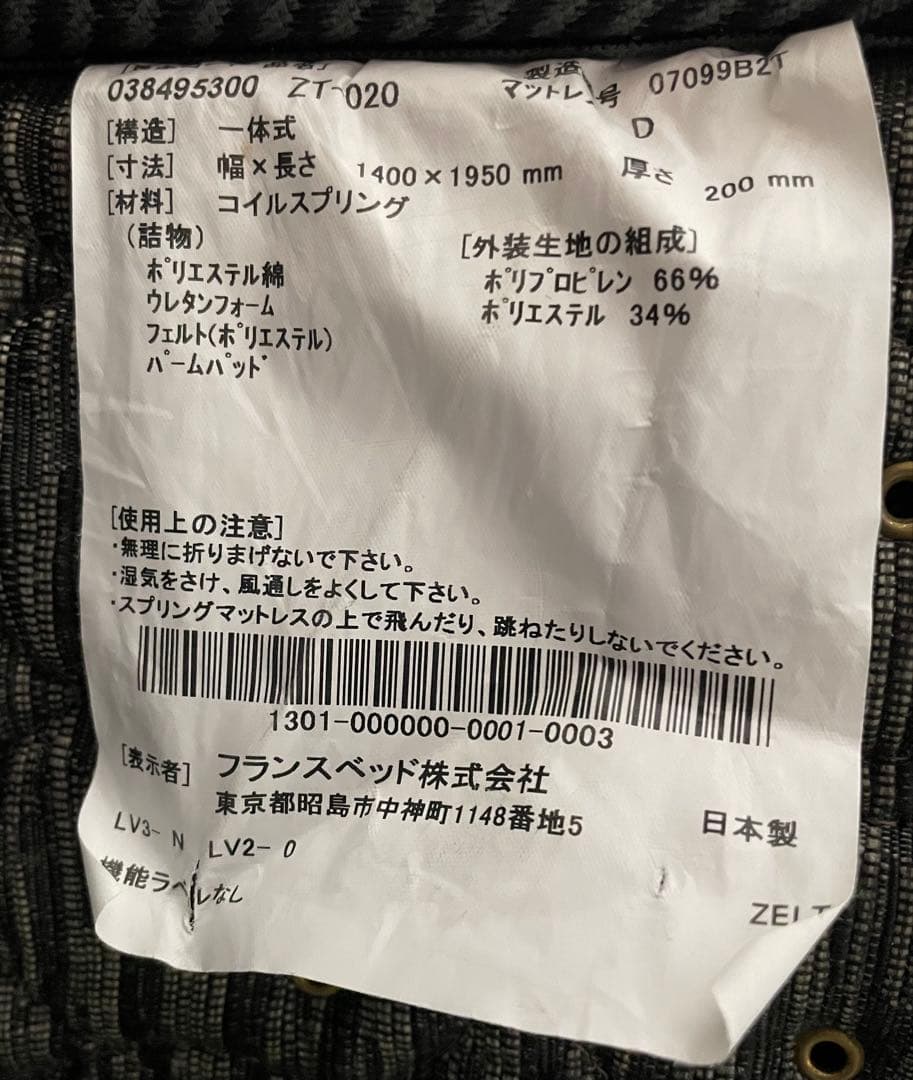 038495300 ZT-020 製造 号 07099B2T
マットレ D
[構造] 一体式
[寸法] 幅×長さ 1400×1950 mm 厚さ 200 mm
[材料] コイルスプリング
(詰物) [外装生地の組成]
ポリエステル綿 ポリプロピレン 66%
ウレタンフォーム ポリエステル 34%
フェルト(ポリエステル)
パームパッド
[使用上の注意]
・無理に折りまげないで下さい。
・湿気をさけ、風通しをよくして下さい。
・スプリングマットレスの上で飛んだり、跳ねたりしないでください。
1301-000000-0001-0003
[表示者] フランスベッド株式会社
東京都昭島市中神町1148番地5 日本製
LV3- N LV2- 0
機能ラベルなし
ZELT